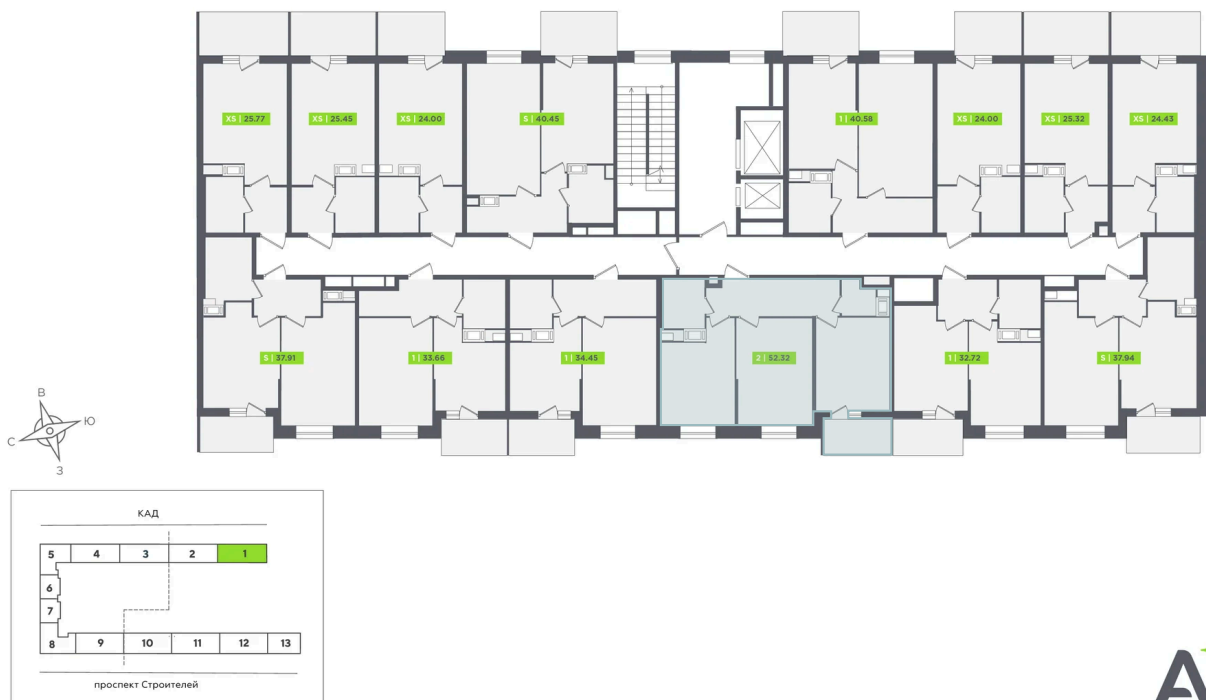 XS | 25.77
XS | 25.45
XS | 24.00
S | 40.45
1 | 40.58
XS | 24.00
XS | 25.32
XS | 24.43
S | 37.91
1 | 33.66
1 | 34.45
2 | 52.32
1 | 32.72
S | 37.94
В
Ю
С
З
КАД
5 4 3 2 1
6
7
8 9 10 11 12 13
проспект Строителей
А